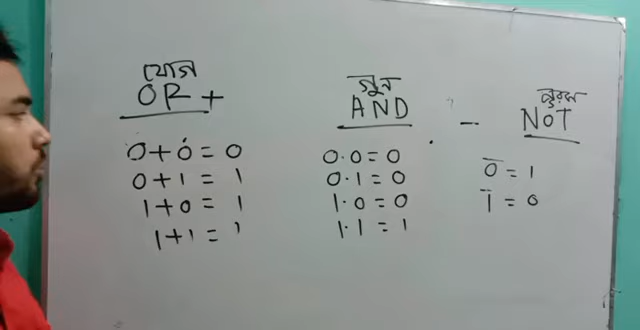 যোগ
OR +
0 + 0 = 0
0 + 1 = 1
1 + 0 = 1
1 + 1 = 1
গুন
AND .
0 . 0 = 0
0 . 1 = 0
1 . 0 = 0
1 . 1 = 1
— NOT
0̅ = 1
1̅ = 0